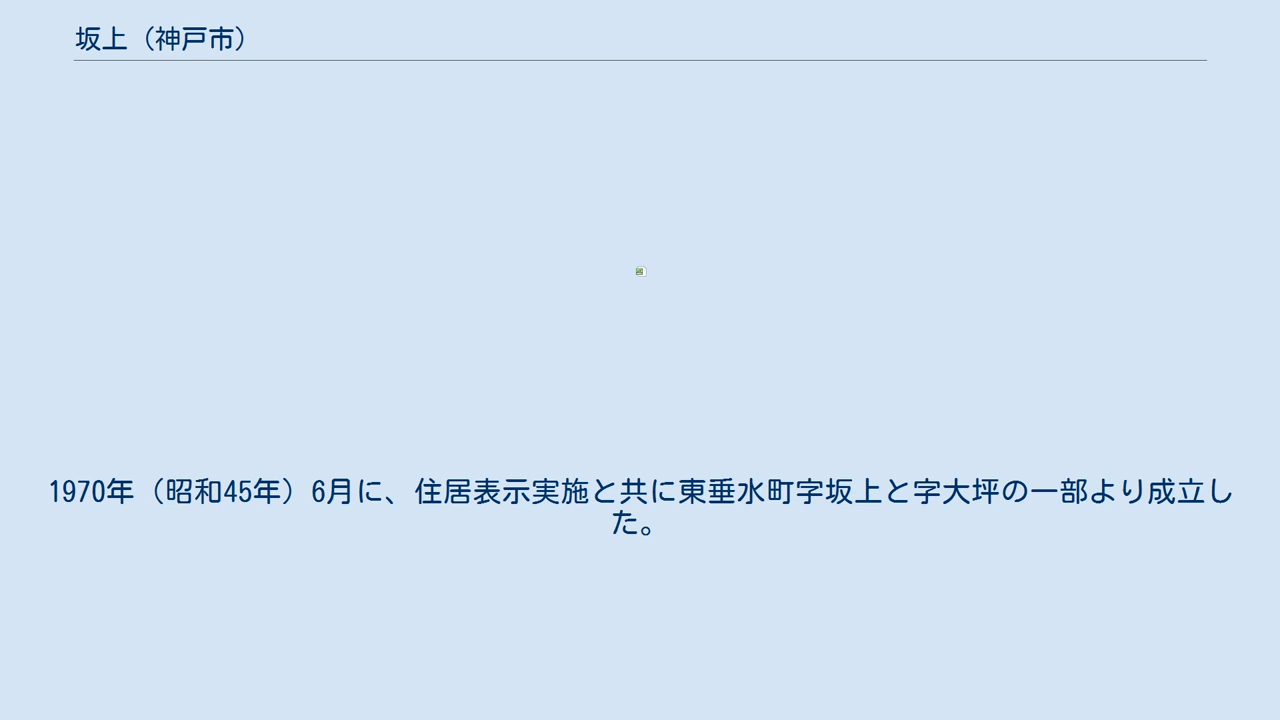 坂上（神戸市）
1970年（昭和45年）6月に、住居表示実施と共に東垂水町字坂上と字大坪の一部より成立し
た。